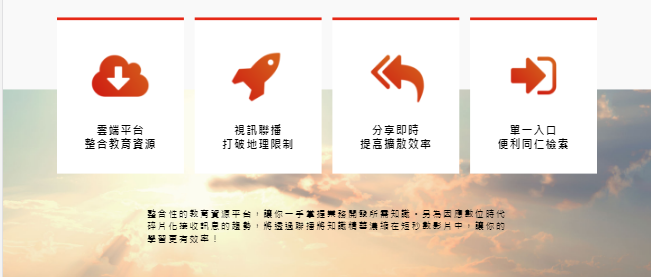 雲端平台
整合教育資源
視訊聯播
打破地理限制
分享即時
提高擴散效率
單一入口
便利同仁檢索
整合性的教育資源平台，讓你一手掌握業務開發所需知識。另為因應數位時代
碎片化接收訊息的趨勢，將透過聯播將知識精華濃縮在短秒數影片中，讓你的
學習更有效率！